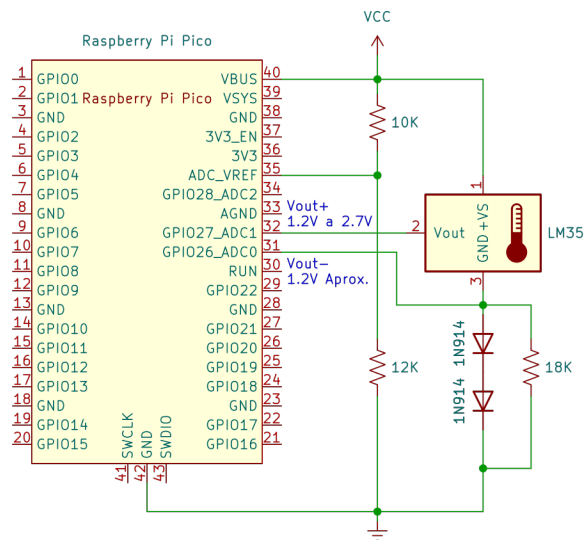 VCC
Raspberry Pi Pico
1 GPIO0 VBUS 40
2 GPIO1 Raspberry Pi Pico VSYS 39
3 GND GND 38
4 GPIO2 3V3_EN 37
5 GPIO3 3V3 36
6 GPIO4 ADC_VREF 35
7 GPIO5 GPIO28_ADC2 34
8 GND AGND 33
9 GPIO6 GPIO27_ADC1 32
10 GPIO7 GPIO26_ADC0 31
11 GPIO8 RUN 30
12 GPIO9 GPIO22 29
13 GND GND 28
14 GPIO10 GPIO21 27
15 GPIO11 GPIO20 26
16 GPIO12 GPIO19 25
17 GPIO13 GPIO18 24
18 GND GND 23
19 GPIO14 GPIO17 22
20 GPIO15 GPIO16 21
SWCLK
GND
SWDIO
41
42
43
10K
Vout+
1.2V a 2.7V
Vout-
1.2V Aprox.
1
2 Vout
GND
+VS
LM35
3
1N914
1N914
12K
18K